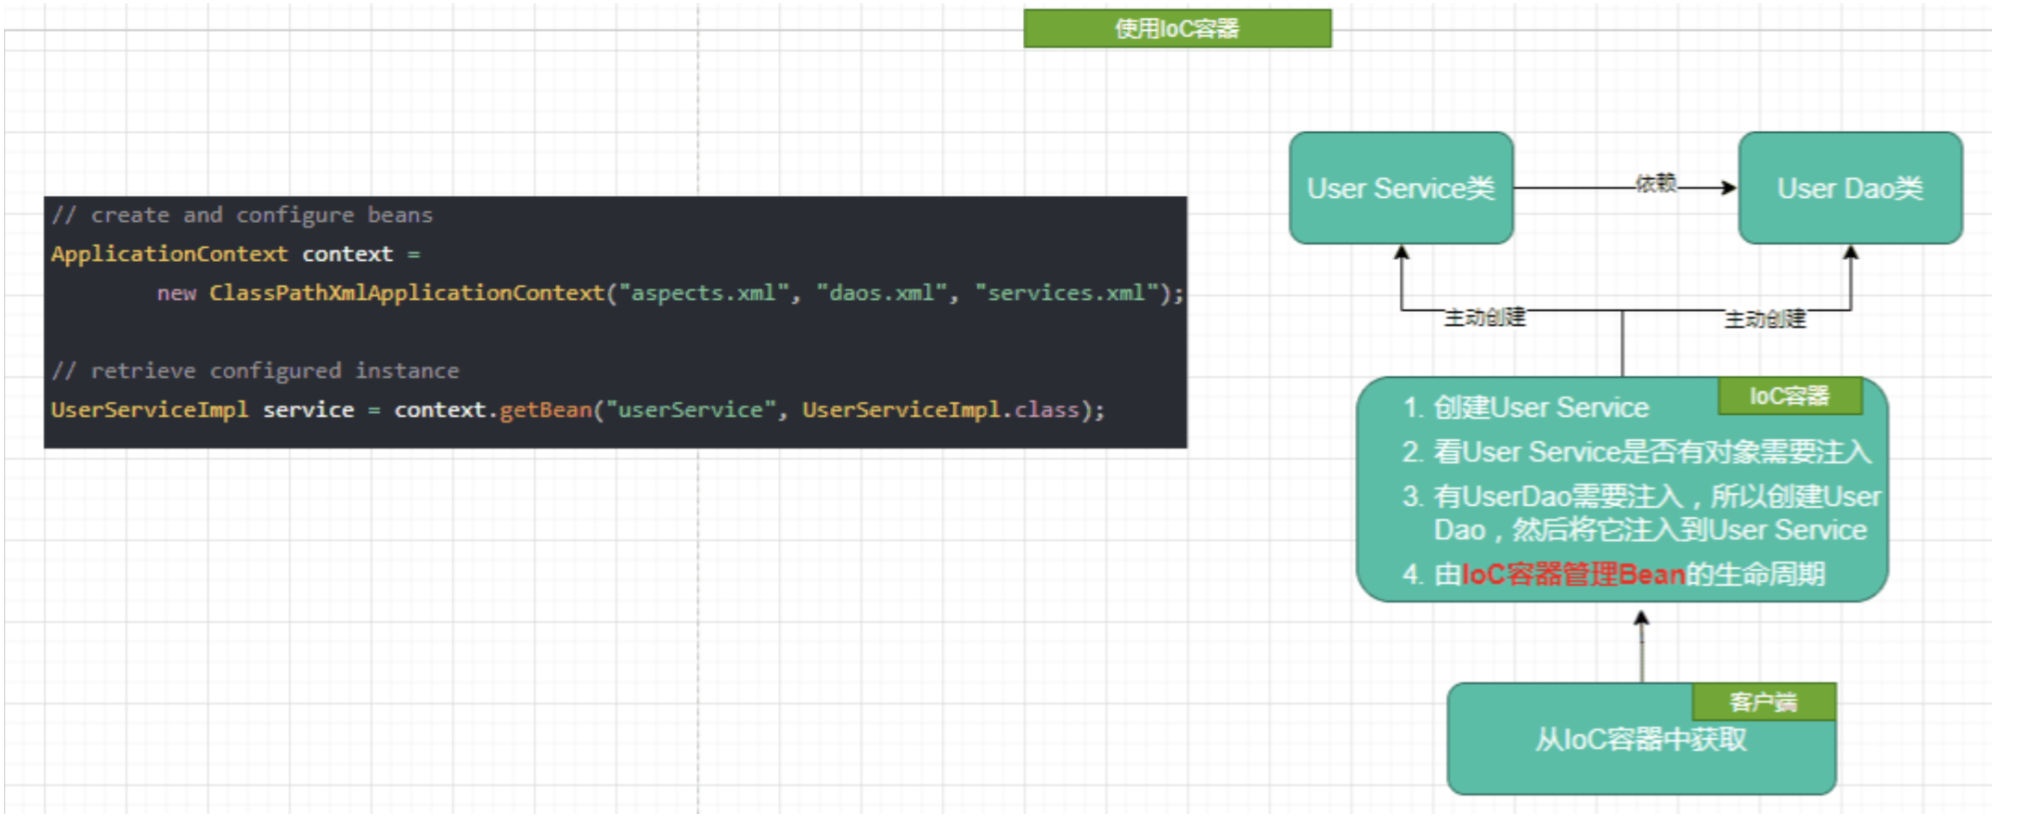 使用IoC容器
// create and configure beans
ApplicationContext context =
new ClassPathXmlApplicationContext("aspects.xml", "daos.xml", "services.xml");
// retrieve configured instance
UserServiceImpl service = context.getBean("userService", UserServiceImpl.class);
User Service类
依赖
User Dao类
主动创建
主动创建
IoC容器
1. 创建User Service
2. 看User Service是否有对象需要注入
3. 有UserDao需要注入，所以创建User
Dao，然后将它注入到User Service
4. 由IoC容器管理Bean的生命周期
客户端
从IoC容器中获取